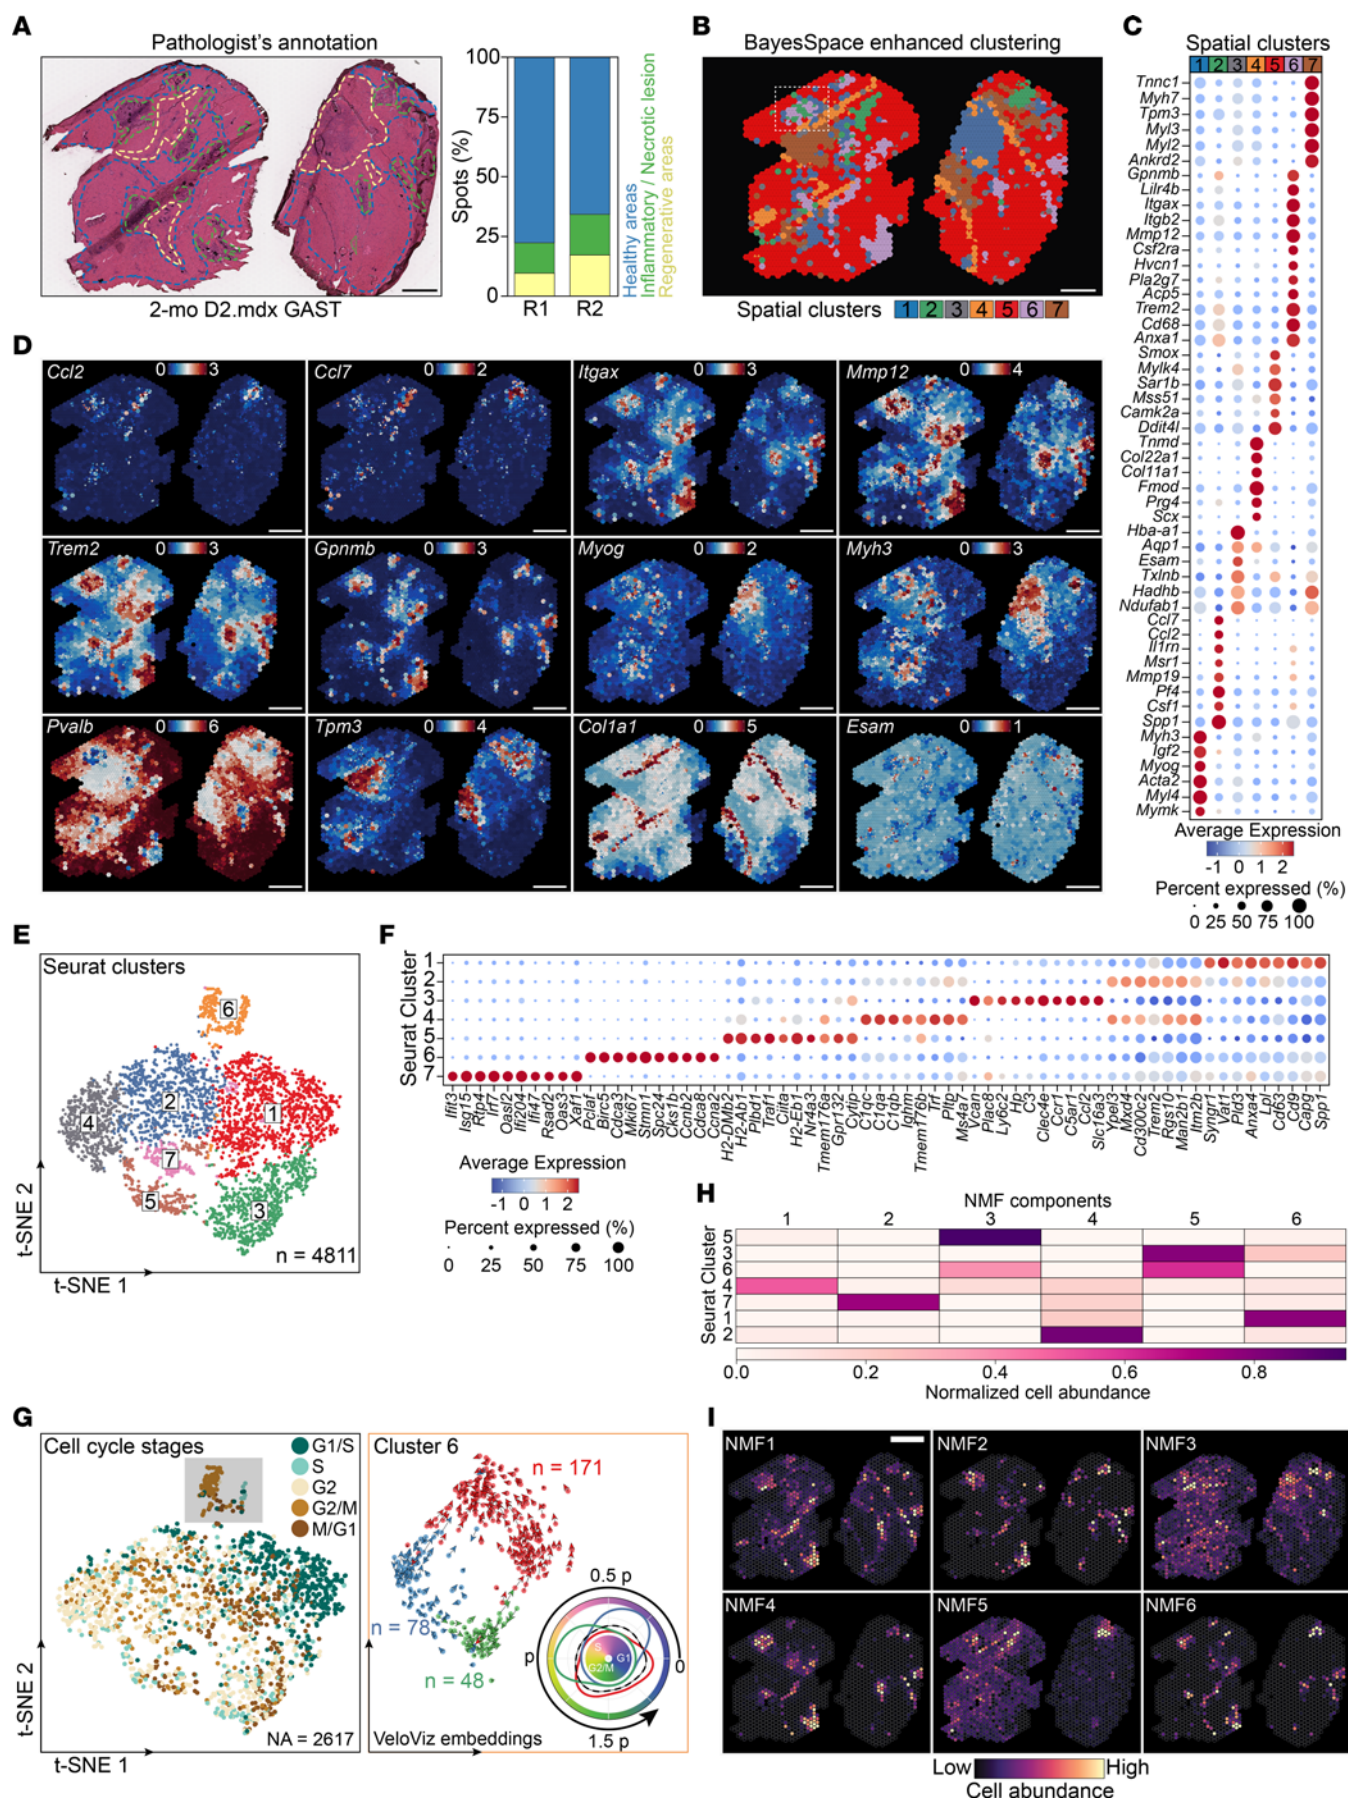 A
Pathologist's annotation
2-mo D2.mdx GAST
100
75
50
25
0
Spots (%)
R1
R2
Healthy areas
Inflammatory / Necrotic lesion
Regenerative areas
B
BayesSpace enhanced clustering
Spatial clusters 1 2 3 4 5 6 7
C
Spatial clusters
1 2 3 4 5 6 7
Tnnc1
Myh7
Tpm3
Myl3
Myl2
Ankrd2
Gpnmb
Lilr4b
Itgax
Itgb2
Mmp12
Csf2ra
Hvcn1
Pla2g7
Acp5
Trem2
Cd68
Anxa1
Smox
Mylk4
Sar1b
Mss51
Camk2a
Ddit4l
Tnmd
Col22a1
Col11a1
Fmod
Prg4
Scx
Hba-a1
Aqp1
Esam
Txlnb
Hadhb
Ndufab1
Ccl7
Ccl2
Il1rn
Msr1
Mmp19
Pf4
Csf1
Spp1
Myh3
Igf2
Myog
Acta2
Myl4
Mymk
Average Expression
-1 0 1 2
Percent expressed (%)
0 25 50 75 100
D
Ccl2 0 3
Ccl7 0 2
Itgax 0 3
Mmp12 0 4
Trem2 0 3
Gpnmb 0 3
Myog 0 2
Myh3 0 3
Pvalb 0 6
Tpm3 0 4
Col1a1 0 5
Esam 0 1
E
Seurat clusters
6
4
2
1
7
5
3
n = 4811
t-SNE 2
t-SNE 1
F
Seurat Cluster
1
2
3
4
5
6
7
Ifit3
Isg15
Rtp4
Irf7
Oasl2
Ifi204
Ifi47
Rsad2
Oas3
Xaf1
Pclaf
Birc5
Cdca3
Mki67
Stmn1
Spc24
Cks1b
Ccnb2
Cdca8
Ccna2
H2-DMb2
H2-Ab1
Plbd1
Traf1
Ciita
H2-Eb1
Nr4a3
Tmem176a
Gpr132
Cytip
C1qc
C1qa
C1qb
Ighm
Tmem176b
Trf
Pltp
Ms4a7
Vcan
Plac8
Ly6c2
Hp
C3
Clec4e
Ccr1
C5ar1
Ccl2
Slc16a3
Ypel3
Mxd4
Cd300c2
Trem2
Rgs10
Man2b1
Itm2b
Syngr1
Vat1
Pld3
Anxa4
Lpl
Cd63
Cd9
Capg
Spp1
Average Expression
-1 0 1 2
Percent expressed (%)
0 25 50 75 100
H
NMF components
1 2 3 4 5 6
Seurat Cluster
5
3
6
4
7
1
2
0.0 0.2 0.4 0.6 0.8
Normalized cell abundance
G
Cell cycle stages
G1/S
S
G2
G2/M
M/G1
NA = 2617
t-SNE 2
t-SNE 1
Cluster 6
n = 171
n = 78
n = 48
0.5 p
p
0
1.5 p
S
G1
G2/M
VeloViz embeddings
I
NMF1
NMF2
NMF3
NMF4
NMF5
NMF6
Low High
Cell abundance